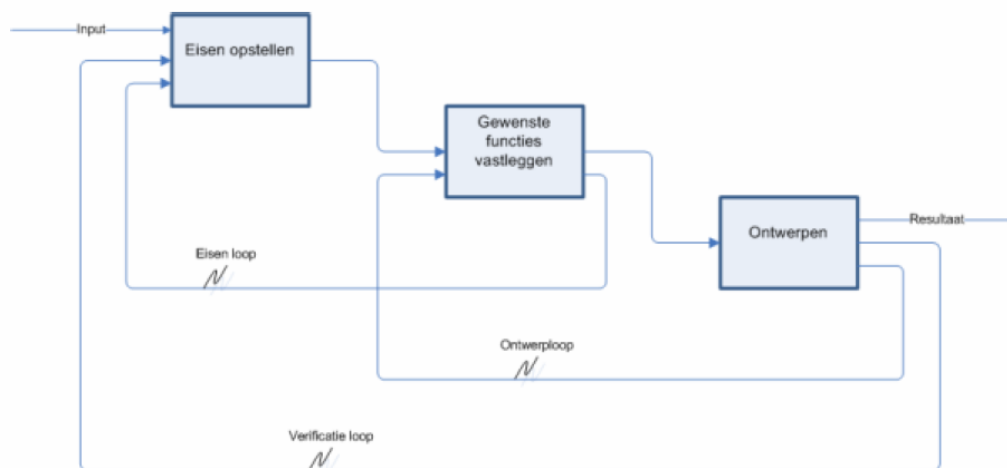 Input
Eisen opstellen
Gewenste
functies
vastleggen
Resultaat
Ontwerpen
Eisen loop
Ontwerploop
Verificatie loop